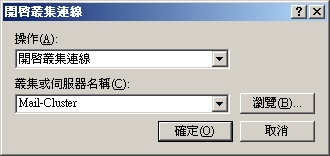 開啓叢集連線
操作(A):
開啓叢集連線
叢集或伺服器名稱(C):
Mail-Cluster
瀏覽(B)...
確定(O)
取消